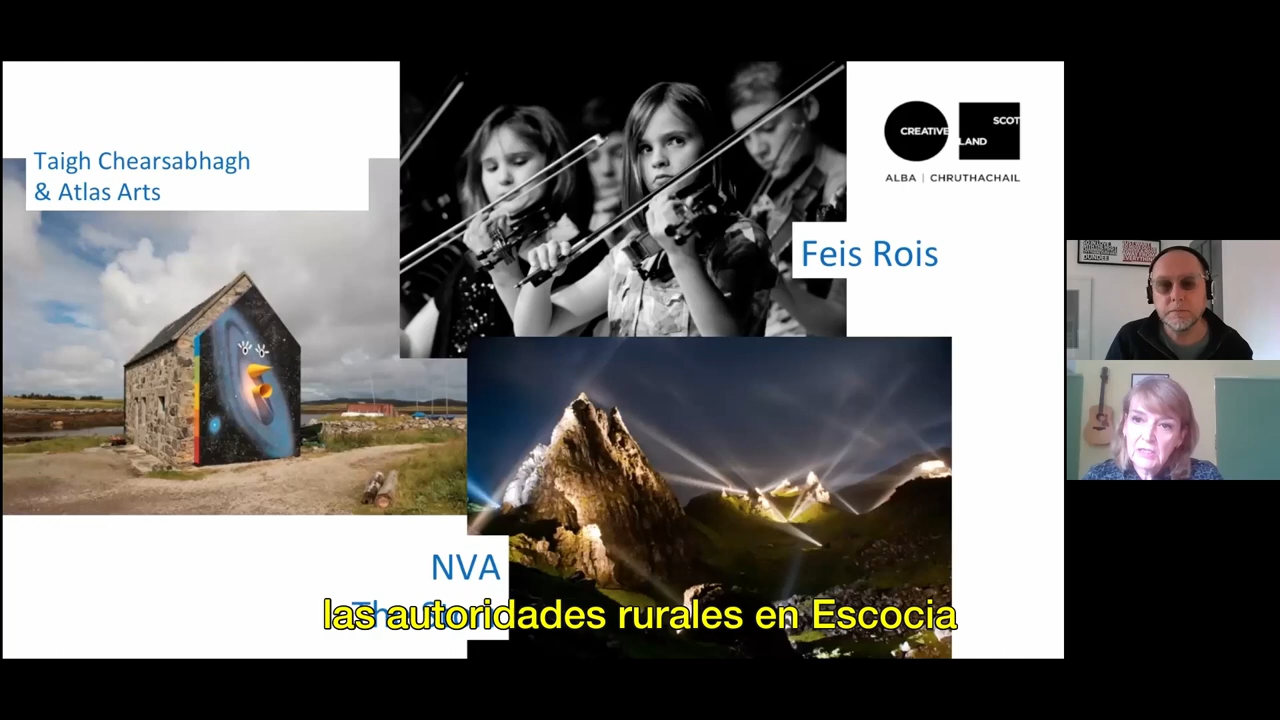 Taigh Chearsabhagh
& Atlas Arts
CREATIVE
SCOT
LAND
ALBA | CHRUTHACHAIL
Feis Rois
NVA
las autoridades rurales en Escocia